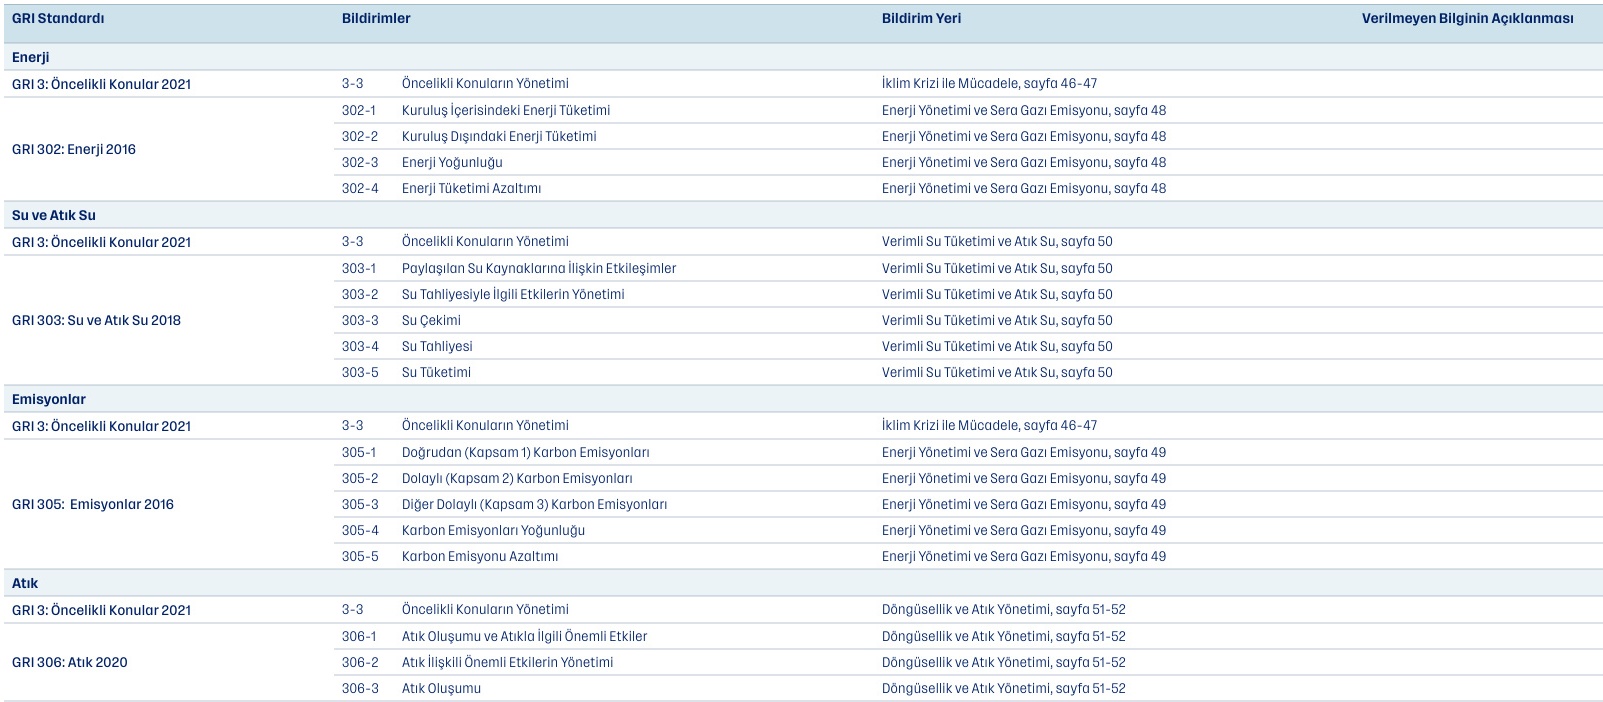 GRI Standardı Bildirimler Bildirim Yeri Verilmeyen Bilginin Açıklanması
Enerji
GRI 3: Öncelikli Konular 2021 3-3 Öncelikli Konuların Yönetimi İklim Krizi ile Mücadele, sayfa 46-47
302-1 Kuruluş İçerisindeki Enerji Tüketimi Enerji Yönetimi ve Sera Gazı Emisyonu, sayfa 48
302-2 Kuruluş Dışındaki Enerji Tüketimi Enerji Yönetimi ve Sera Gazı Emisyonu, sayfa 48
GRI 302: Enerji 2016
302-3 Enerji Yoğunluğu Enerji Yönetimi ve Sera Gazı Emisyonu, sayfa 48
302-4 Enerji Tüketimi Azaltımı Enerji Yönetimi ve Sera Gazı Emisyonu, sayfa 48
Su ve Atık Su
GRI 3: Öncelikli Konular 2021 3-3 Öncelikli Konuların Yönetimi Verimli Su Tüketimi ve Atık Su, sayfa 50
303-1 Paylaşılan Su Kaynaklarına İlişkin Etkileşimler Verimli Su Tüketimi ve Atık Su, sayfa 50
303-2 Su Tahliyesiyle İlgili Etkilerin Yönetimi Verimli Su Tüketimi ve Atık Su, sayfa 50
GRI 303: Su ve Atık Su 2018 303-3 Su Çekimi Verimli Su Tüketimi ve Atık Su, sayfa 50
303-4 Su Tahliyesi Verimli Su Tüketimi ve Atık Su, sayfa 50
303-5 Su Tüketimi Verimli Su Tüketimi ve Atık Su, sayfa 50
Emisyonlar
GRI 3: Öncelikli Konular 2021 3-3 Öncelikli Konuların Yönetimi İklim Krizi ile Mücadele, sayfa 46-47
305-1 Doğrudan (Kapsam 1) Karbon Emisyonları Enerji Yönetimi ve Sera Gazı Emisyonu, sayfa 49
305-2 Dolaylı (Kapsam 2) Karbon Emisyonları Enerji Yönetimi ve Sera Gazı Emisyonu, sayfa 49
GRI 305: Emisyonlar 2016 305-3 Diğer Dolaylı (Kapsam 3) Karbon Emisyonları Enerji Yönetimi ve Sera Gazı Emisyonu, sayfa 49
305-4 Karbon Emisyonları Yoğunluğu Enerji Yönetimi ve Sera Gazı Emisyonu, sayfa 49
305-5 Karbon Emisyonu Azaltımı Enerji Yönetimi ve Sera Gazı Emisyonu, sayfa 49
Atık
GRI 3: Öncelikli Konular 2021 3-3 Öncelikli Konuların Yönetimi Döngüsellik ve Atık Yönetimi, sayfa 51-52
306-1 Atık Oluşumu ve Atıkla İlgili Önemli Etkiler Döngüsellik ve Atık Yönetimi, sayfa 51-52
GRI 306: Atık 2020 306-2 Atık İlişkili Önemli Etkilerin Yönetimi Döngüsellik ve Atık Yönetimi, sayfa 51-52
306-3 Atık Oluşumu Döngüsellik ve Atık Yönetimi, sayfa 51-52